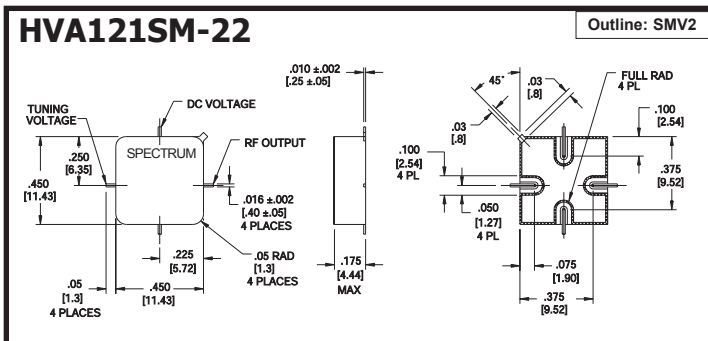 HVA121SM-22
Outline: SMV2
.010 ±.002
[.25 ±.05]
45°
.03
[.8]
FULL RAD
4 PL
DC VOLTAGE
TUNING
VOLTAGE
RF OUTPUT
SPECTRUM
.250
[6.35]
.450
[11.43]
.016 ±.002
[.40 ±.05]
4 PLACES
.225
[5.72]
.05 RAD
[1.3]
4 PLACES
.05
[1.3]
4 PLACES
.450
[11.43]
.175
[4.44]
MAX
.03
[.8]
.100
[2.54]
.100
[2.54]
4 PL
.375
[9.52]
.050
[1.27]
4 PL
.075
[1.90]
.375
[9.52]